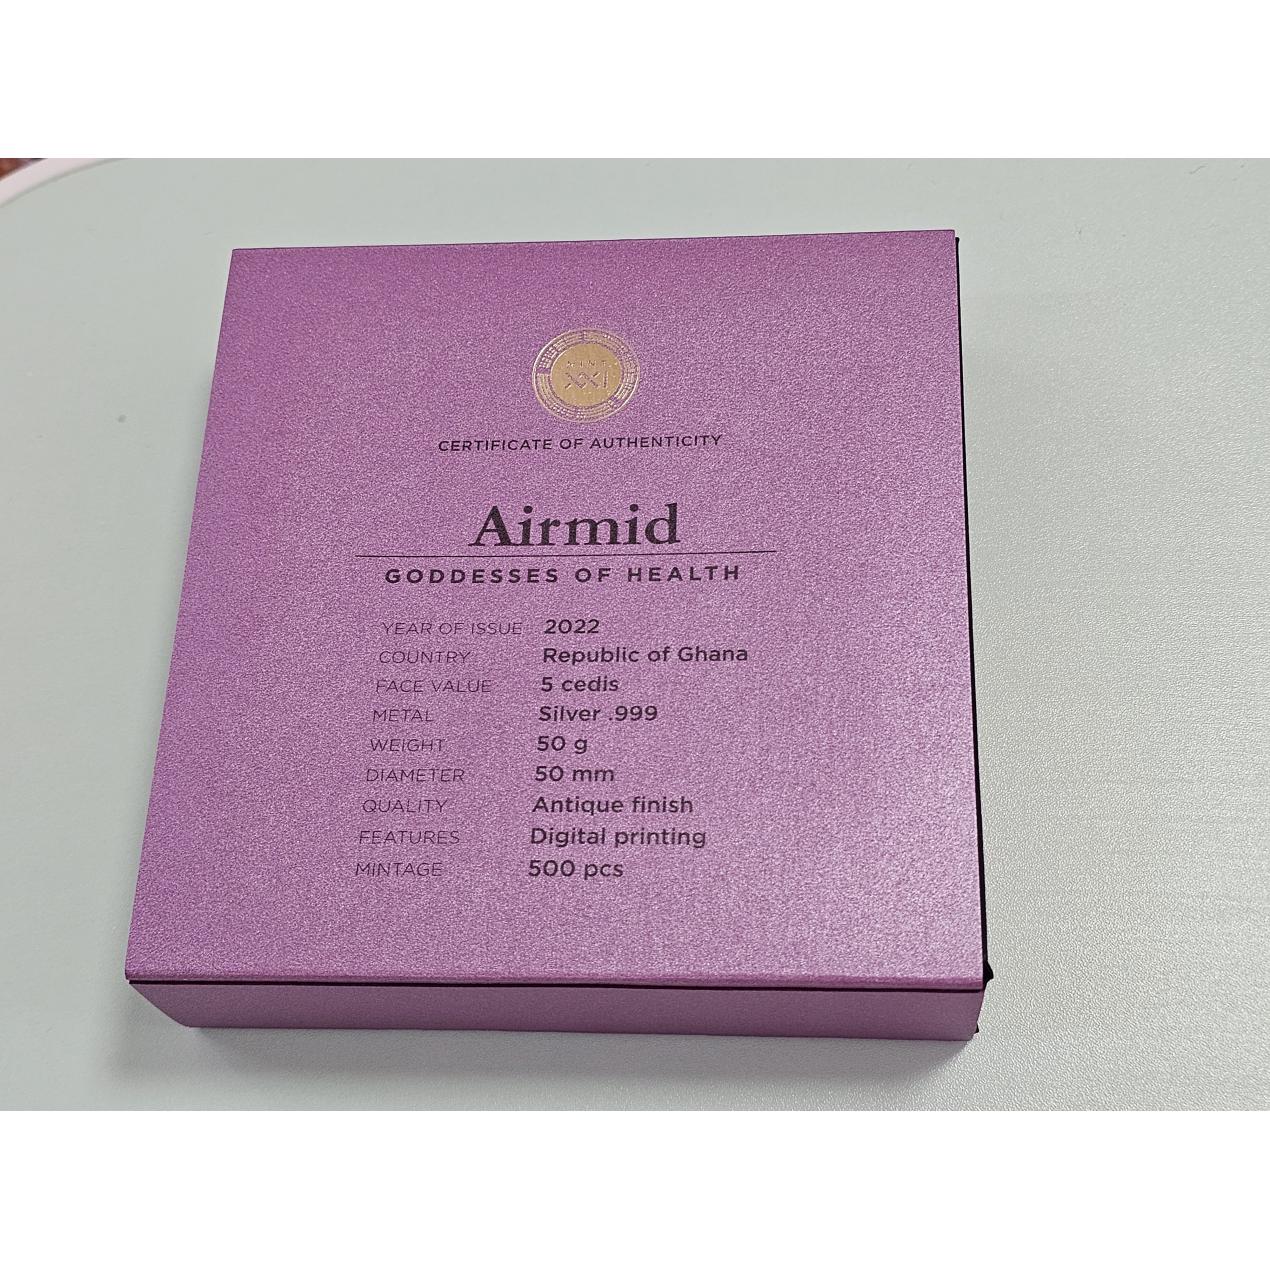 MINT
XXI
CERTIFICATE OF AUTHENTICITY
Airmid
GODDESSES OF HEALTH
YEAR OF ISSUE 2022
COUNTRY Republic of Ghana
FACE VALUE 5 cedis
METAL Silver .999
WEIGHT 50 g
DIAMETER 50 mm
QUALITY Antique finish
FEATURES Digital printing
MINTAGE 500 pcs